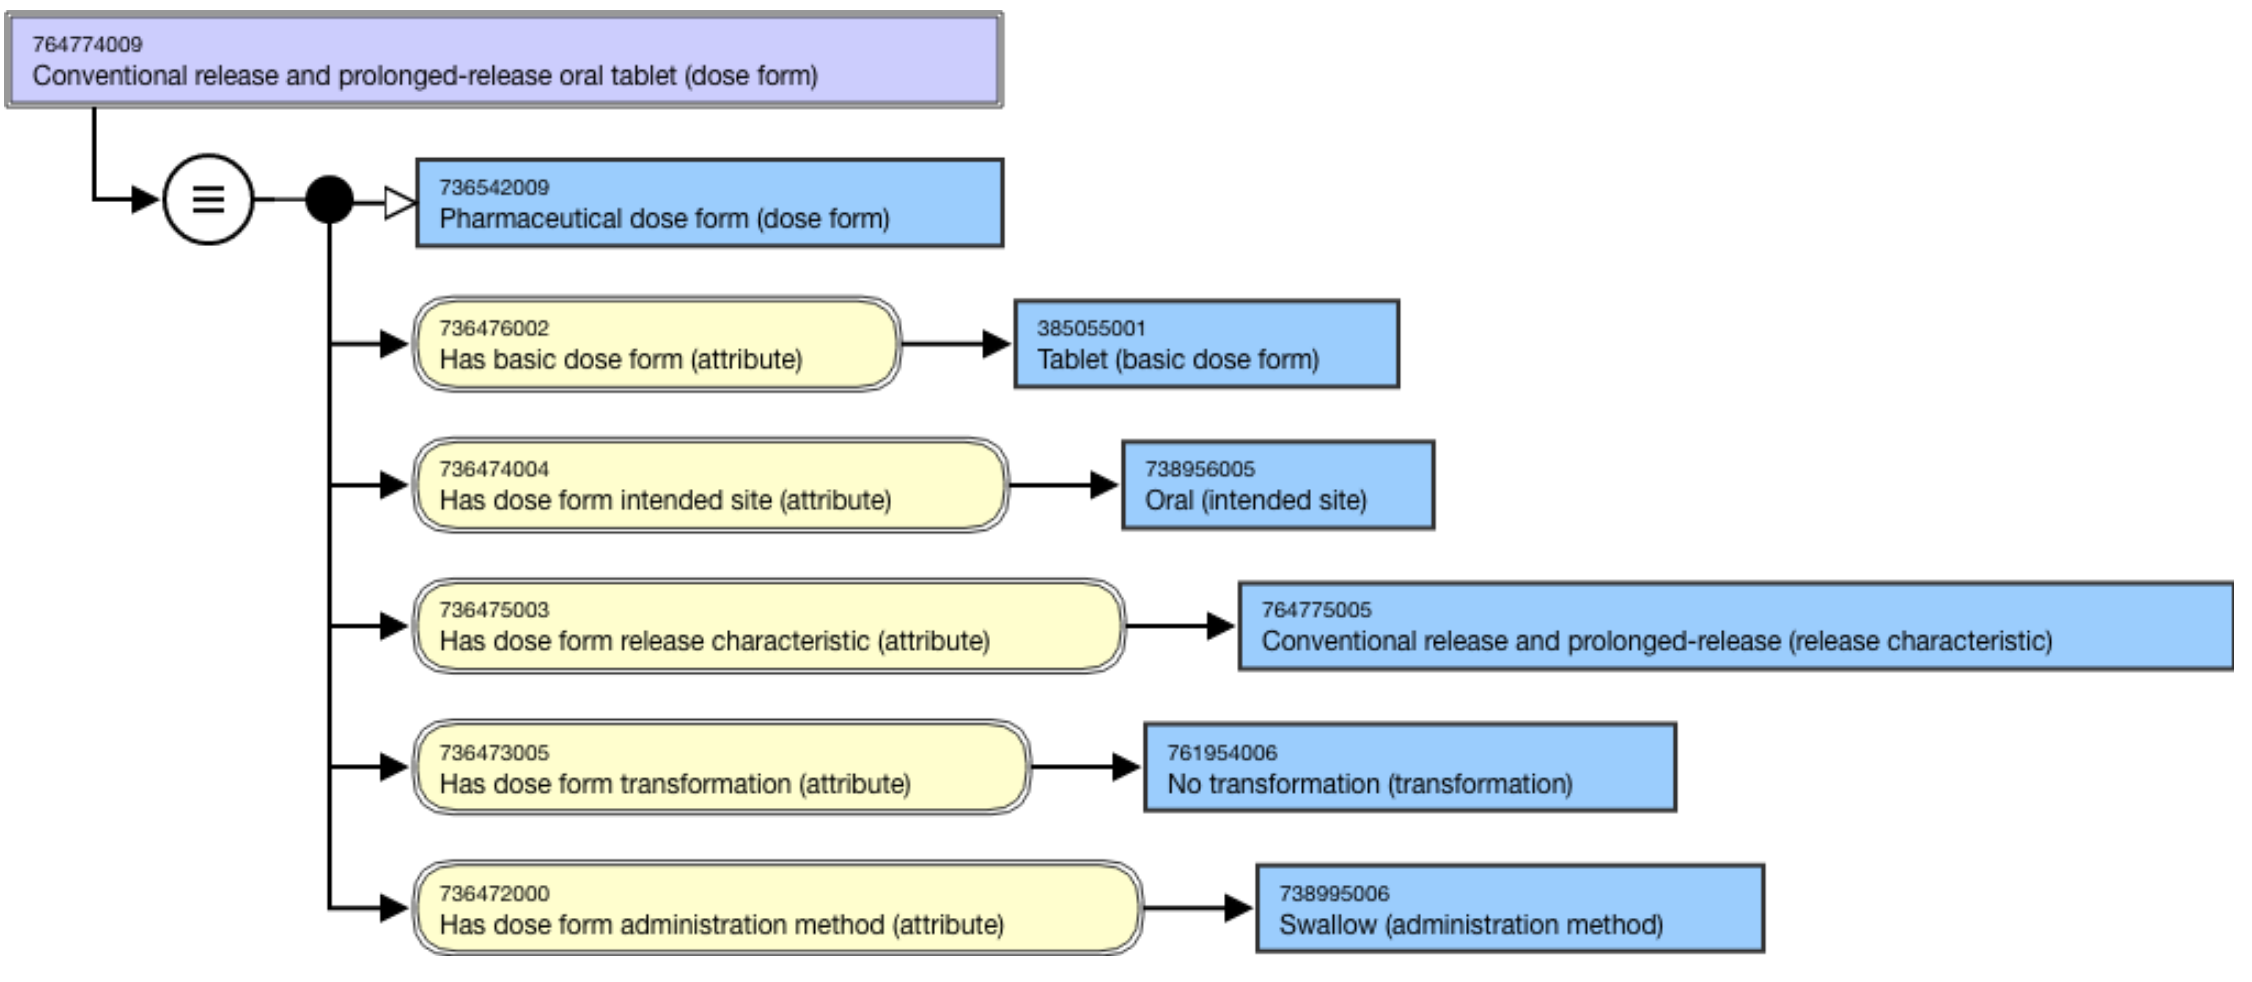 764774009
Conventional release and prolonged-release oral tablet (dose form)
≡
736542009
Pharmaceutical dose form (dose form)
736476002
Has basic dose form (attribute)
385055001
Tablet (basic dose form)
736474004
Has dose form intended site (attribute)
738956005
Oral (intended site)
736475003
Has dose form release characteristic (attribute)
764775005
Conventional release and prolonged-release (release characteristic)
736473005
Has dose form transformation (attribute)
761954006
No transformation (transformation)
736472000
Has dose form administration method (attribute)
738995006
Swallow (administration method)